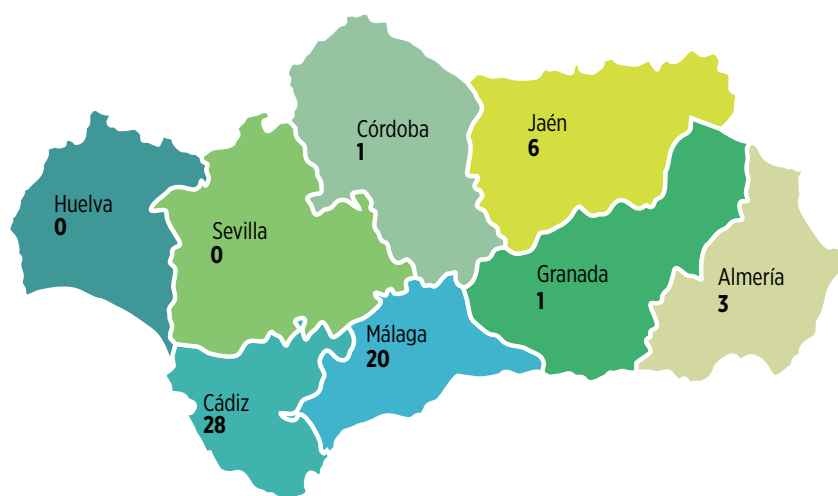 Córdoba
1
Jaén
6
Huelva
0
Sevilla
0
Granada
1
Almería
3
Málaga
20
Cádiz
28